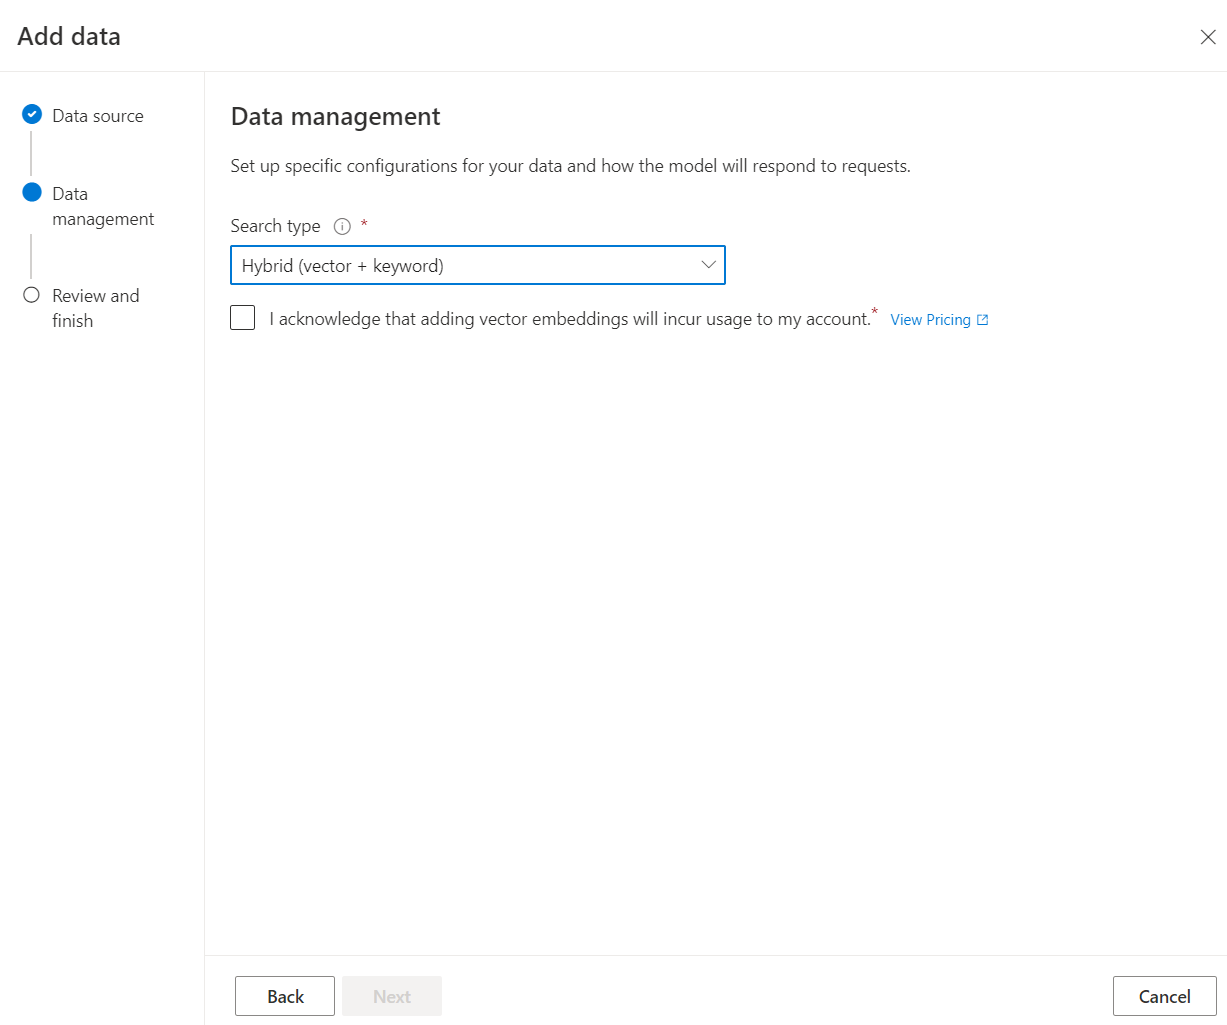 Add data
Data source
Data
management
Review and
finish
Data management
Set up specific configurations for your data and how the model will respond to requests.
Search type *
Hybrid (vector + keyword)
I acknowledge that adding vector embeddings will incur usage to my account.* View Pricing
Back
Next
Cancel